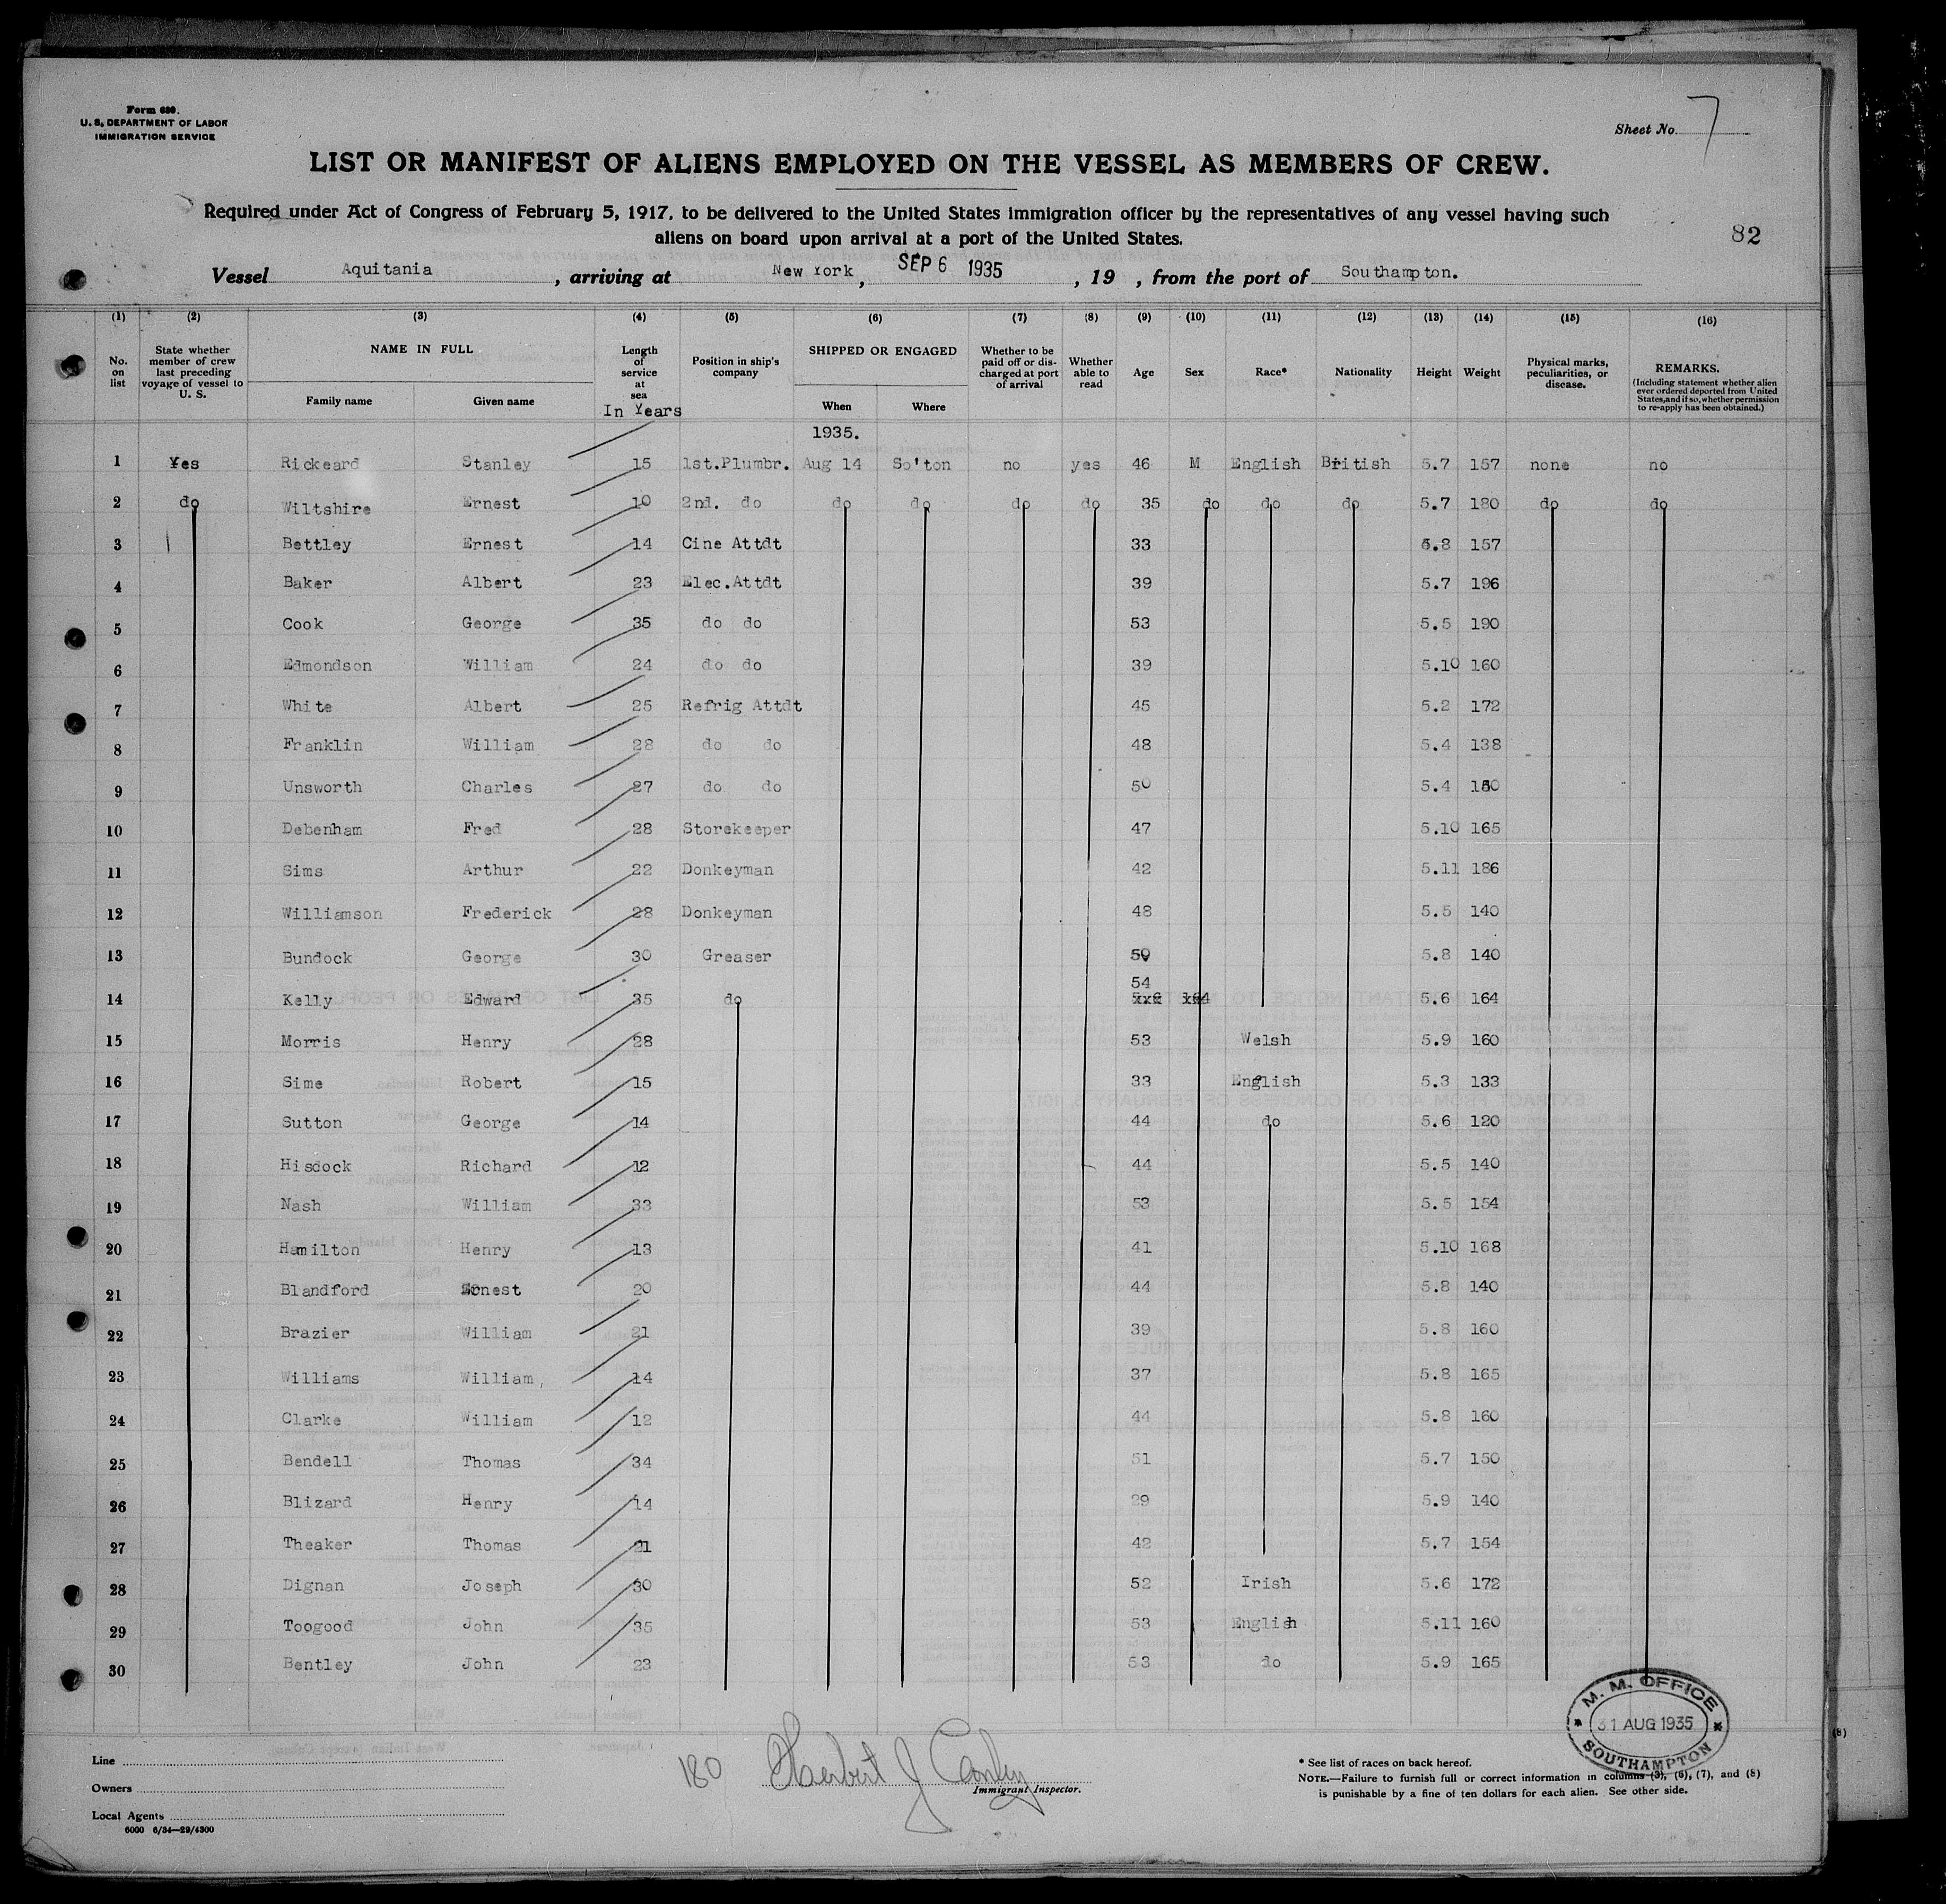 Form 680.
U. S. DEPARTMENT OF LABOR
IMMIGRATION SERVICE
Sheet No. 7
LIST OR MANIFEST OF ALIENS EMPLOYED ON THE VESSEL AS MEMBERS OF CREW.
Required under Act of Congress of February 5, 1917, to be delivered to the United States immigration officer by the representatives of any vessel having such
aliens on board upon arrival at a port of the United States.
82
Vessel Aquitania, arriving at New York, SEP 6 1935, 19 , from the port of Southampton.
(1) (2) (3) (4) (5) (6) (7) (8) (9) (10) (11) (12) (13) (14) (15) (16)
No. on list
State whether member of crew last preceding voyage of vessel to U. S.
NAME IN FULL
Family name Given name
Length of service at sea
In Years
Position in ship's company
SHIPPED OR ENGAGED
When Where
Whether to be paid off or discharged at port of arrival
Whether able to read
Age Sex Race* Nationality Height Weight
Physical marks, peculiarities, or disease.
REMARKS.
(Including statement whether alien ever ordered deported from United States, and if so, whether permission to re-apply has been obtained.)
1935.
1 Yes Rickeard Stanley 15 1st.Plumbr. Aug 14 So'ton no yes 46 M English British 5.7 157 none no
2 do Wiltshire Ernest 10 2nd. do do do do do 35 do do do 5.7 180 do do
3 Bettley Ernest 14 Cine Attdt 33 5.8 157
4 Baker Albert 23 Elec.Attdt 39 5.7 196
5 Cook George 35 do do 53 5.5 190
6 Edmondson William 24 do do 39 5.10 160
7 White Albert 25 Refrig Attdt 45 5.2 172
8 Franklin William 28 do do 48 5.4 138
9 Unsworth Charles 27 do do 50 5.4
10 Debenham Fred 28 Storekeeper 47 5.10 165
11 Sims Arthur 22 Donkeyman 42 5.11 186
12 Williamson Frederick 28 Donkeyman 48 5.5 140
13 Bundock George 30 Greaser 50 5.8 140
14 Kelly Edward 35 do 54 5.6 164
15 Morris Henry 28 53 Welsh 5.9 160
16 Sime Robert 15 33 English 5.3 133
17 Sutton George 14 44 do 5.6 120
18 Hiscock Richard 12 44 5.5 140
19 Nash William 33 53 5.5 154
20 Hamilton Henry 13 41 5.10 168
21 Blandford Ernest 20 44 5.8 140
22 Brazier William 21 39 5.8 160
23 Williams William 14 37 5.8 165
24 Clarke William 12 44 5.8 160
25 Bendell Thomas 34 51 5.7 150
26 Blizard Henry 14 29 5.9 140
27 Theaker Thomas 21 42 5.7 154
28 Dignan Joseph 30 52 Irish 5.6 172
29 Toogood John 35 53 English 5.11 160
30 Bentley John 23 53 do 5.9 165
M. M. OFFICE
31 AUG 1935
SOUTHAMPTON
Line
Owners
Local Agents
6000 6/34—29/4300
180
Herbert J
Immigrant Inspector.
* See list of races on back hereof.
NOTE.—Failure to furnish full or correct information in columns (3), (6), (7), and (8)
is punishable by a fine of ten dollars for each alien. See other side.
(8)